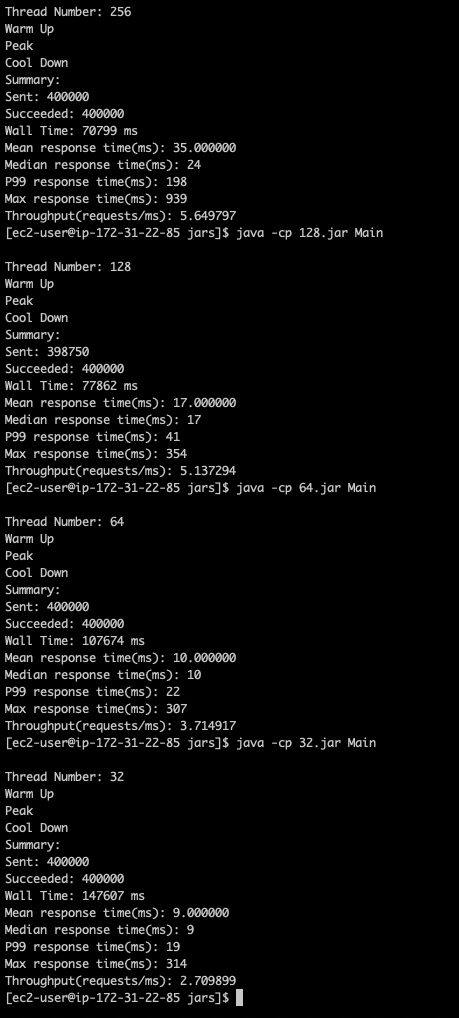 Thread Number: 256
Warm Up
Peak
Cool Down
Summary:
Sent: 400000
Succeeded: 400000
Wall Time: 70799 ms
Mean response time(ms): 35.000000
Median response time(ms): 24
P99 response time(ms): 198
Max response time(ms): 939
Throughput(requests/ms): 5.649797
[ec2-user@ip-172-31-22-85 jars]$ java -cp 128.jar Main
Thread Number: 128
Warm Up
Peak
Cool Down
Summary:
Sent: 398750
Succeeded: 400000
Wall Time: 77862 ms
Mean response time(ms): 17.000000
Median response time(ms): 17
P99 response time(ms): 41
Max response time(ms): 354
Throughput(requests/ms): 5.137294
[ec2-user@ip-172-31-22-85 jars]$ java -cp 64.jar Main
Thread Number: 64
Warm Up
Peak
Cool Down
Summary:
Sent: 400000
Succeeded: 400000
Wall Time: 107674 ms
Mean response time(ms): 10.000000
Median response time(ms): 10
P99 response time(ms): 22
Max response time(ms): 307
Throughput(requests/ms): 3.714917
[ec2-user@ip-172-31-22-85 jars]$ java -cp 32.jar Main
Thread Number: 32
Warm Up
Peak
Cool Down
Summary:
Sent: 400000
Succeeded: 400000
Wall Time: 147607 ms
Mean response time(ms): 9.000000
Median response time(ms): 9
P99 response time(ms): 19
Max response time(ms): 314
Throughput(requests/ms): 2.709899
[ec2-user@ip-172-31-22-85 jars]$